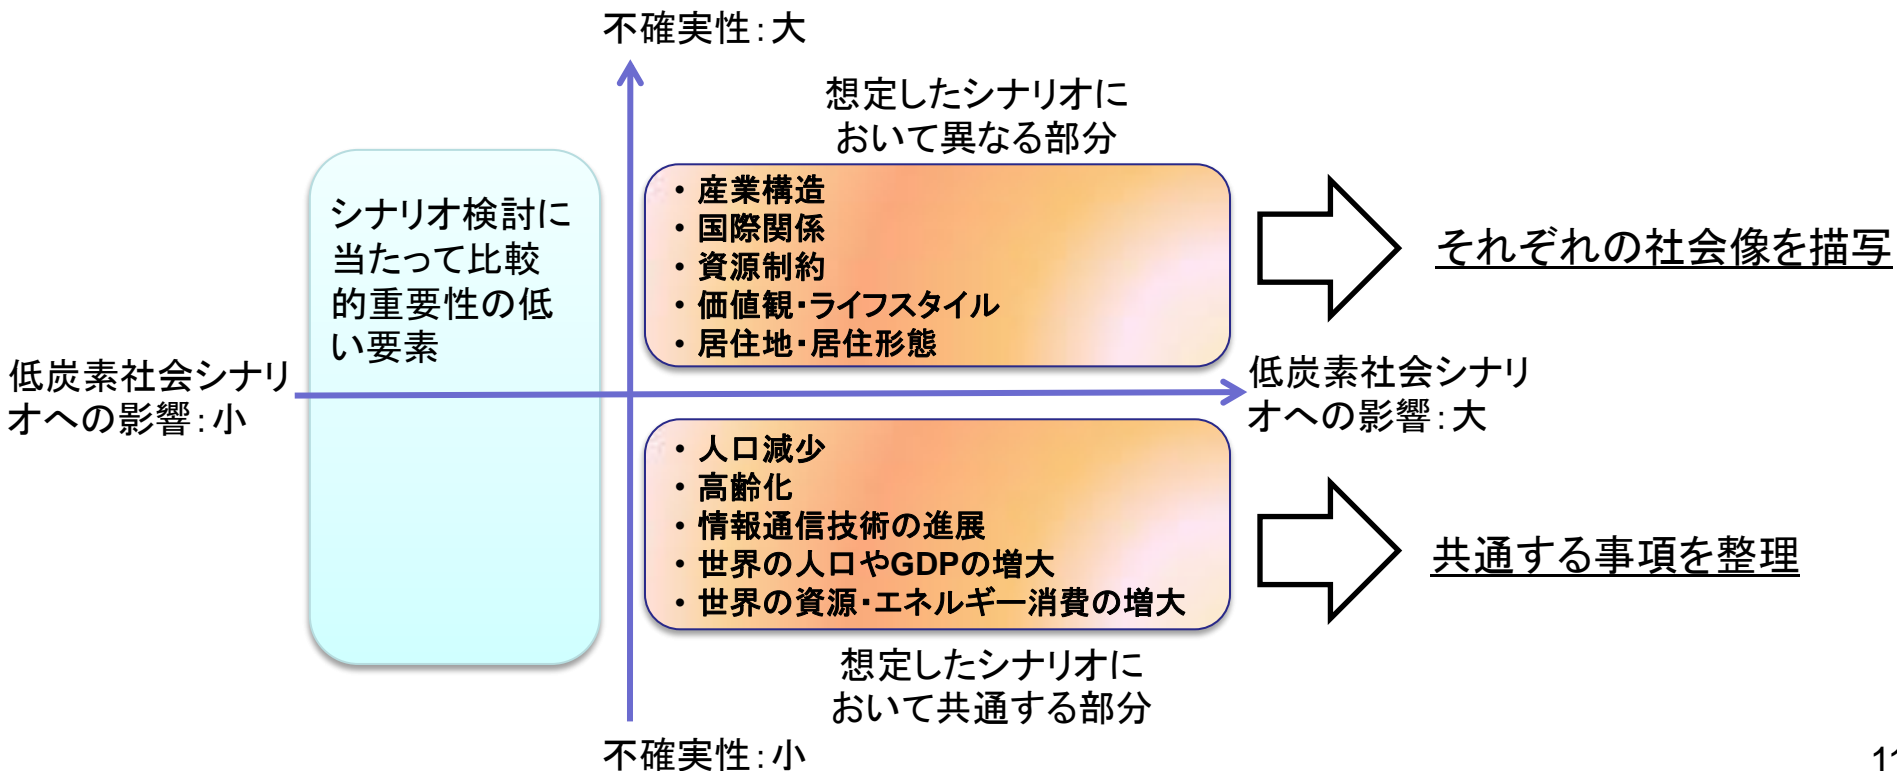 不確実性：大
想定したシナリオに
おいて異なる部分
シナリオ検討に
当たって比較
的重要性の低
い要素
・産業構造
・国際関係
・資源制約
・価値観・ライフスタイル
・居住地・居住形態
それぞれの社会像を描写
低炭素社会シナリ
オへの影響：小
低炭素社会シナリ
オへの影響：大
・人口減少
・高齢化
・情報通信技術の進展
・世界の人口やGDPの増大
・世界の資源・エネルギー消費の増大
共通する事項を整理
想定したシナリオに
おいて共通する部分
不確実性：小
11